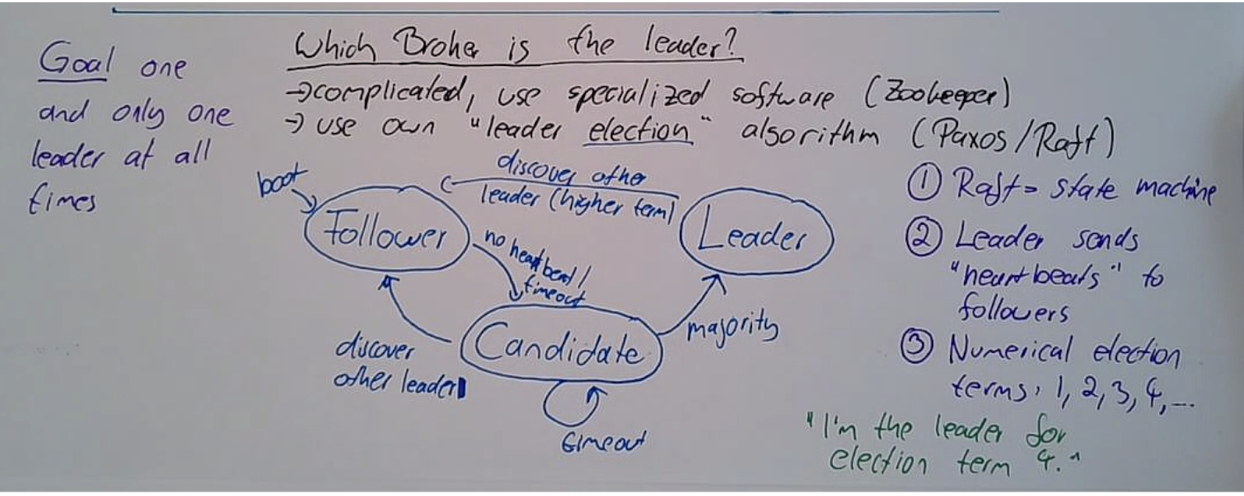 Goal one
and only one
leader at all
times
Which Broker is the leader?
→complicated, use specialized software (Zookeeper)
→ use own "leader election" algorithm (Paxos/Raft)
boot
Follower
discover other
leader (higher term)
Leader
no heartbeat/
timeout
Candidate
majority
discover
other leader
timeout
① Raft = state machine
② Leader sends
"heartbeats" to
followers
③ Numerical election
terms: 1, 2, 3, 4, ...
"I'm the leader for
election term 4."